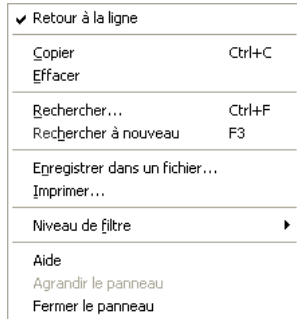 Retour à la ligne
Copier Ctrl+C
Effacer
Rechercher... Ctrl+F
Rechercher à nouveau F3
Enregistrer dans un fichier...
Imprimer...
Niveau de filtre
Aide
Agrandir le panneau
Fermer le panneau